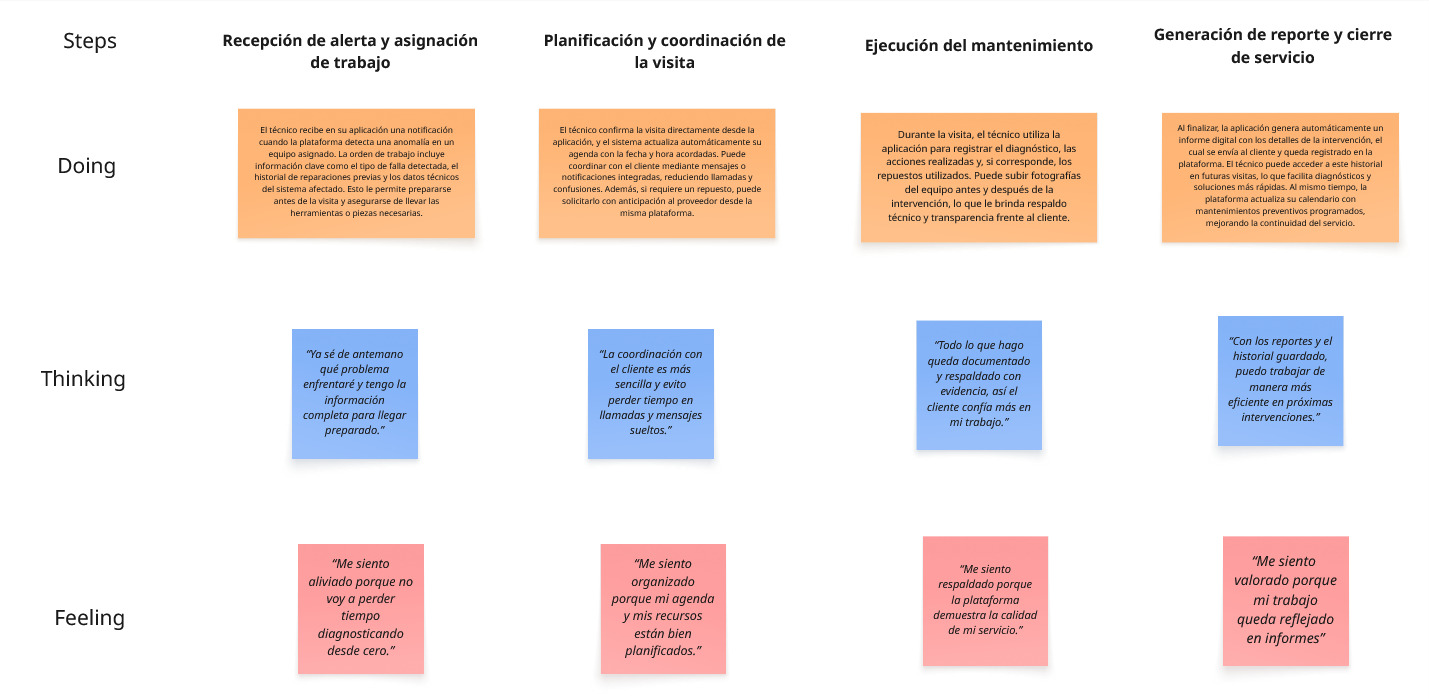 Steps
Recepción de alerta y asignación
de trabajo
Planificación y coordinación de
la visita
Ejecución del mantenimiento
Generación de reporte y cierre
de servicio
Doing
El técnico recibe en su aplicación una notificación
cuando la plataforma detecta una anomalía en un
equipo asignado. La orden de trabajo incluye
información clave como el tipo de falla detectada, el
historial de reparaciones previas y los datos técnicos
del sistema afectado. Esto le permite prepararse
antes de la visita y asegurarse de llevar las
herramientas o piezas necesarias.
El técnico confirma la visita directamente desde la
aplicación, y el sistema actualiza automáticamente su
agenda con la fecha y hora acordadas. Puede
coordinar con el cliente mediante mensajes o
notificaciones integradas, reduciendo llamadas y
confusiones. Además, si requiere un repuesto, puede
solicitarlo con anticipación al proveedor desde la
misma plataforma.
Durante la visita, el técnico utiliza la
aplicación para registrar el diagnóstico, las
acciones realizadas y, si corresponde, los
repuestos utilizados. Puede subir fotografías
del equipo antes y después de la
intervención, lo que le brinda respaldo
técnico y transparencia frente al cliente.
Al finalizar, la aplicación genera automáticamente un
informe digital con los detalles de la intervención, el
cual se envía al cliente y queda registrado en la
plataforma. El técnico puede acceder a este historial
en futuras visitas, lo que facilita diagnósticos y
soluciones más rápidas. Al mismo tiempo, la
plataforma actualiza su calendario con
mantenimientos preventivos programados,
mejorando la continuidad del servicio.
Thinking
“Ya sé de antemano
qué problema
enfrentaré y tengo la
información
completa para llegar
preparado.”
“La coordinación con
el cliente es más
sencilla y evito
perder tiempo en
llamadas y mensajes
sueltos.”
“Todo lo que hago
queda documentado
y respaldado con
evidencia, así el
cliente confía más en
mi trabajo.”
“Con los reportes y el
historial guardado,
puedo trabajar de
manera más
eficiente en próximas
intervenciones.”
Feeling
“Me siento
aliviado porque no
voy a perder
tiempo
diagnosticando
desde cero.”
“Me siento
organizado
porque mi agenda
y mis recursos
están bien
planificados.”
“Me siento
respaldado porque
la plataforma
demuestra la calidad
de mi servicio.”
“Me siento
valorado porque
mi trabajo
queda reflejado
en informes”